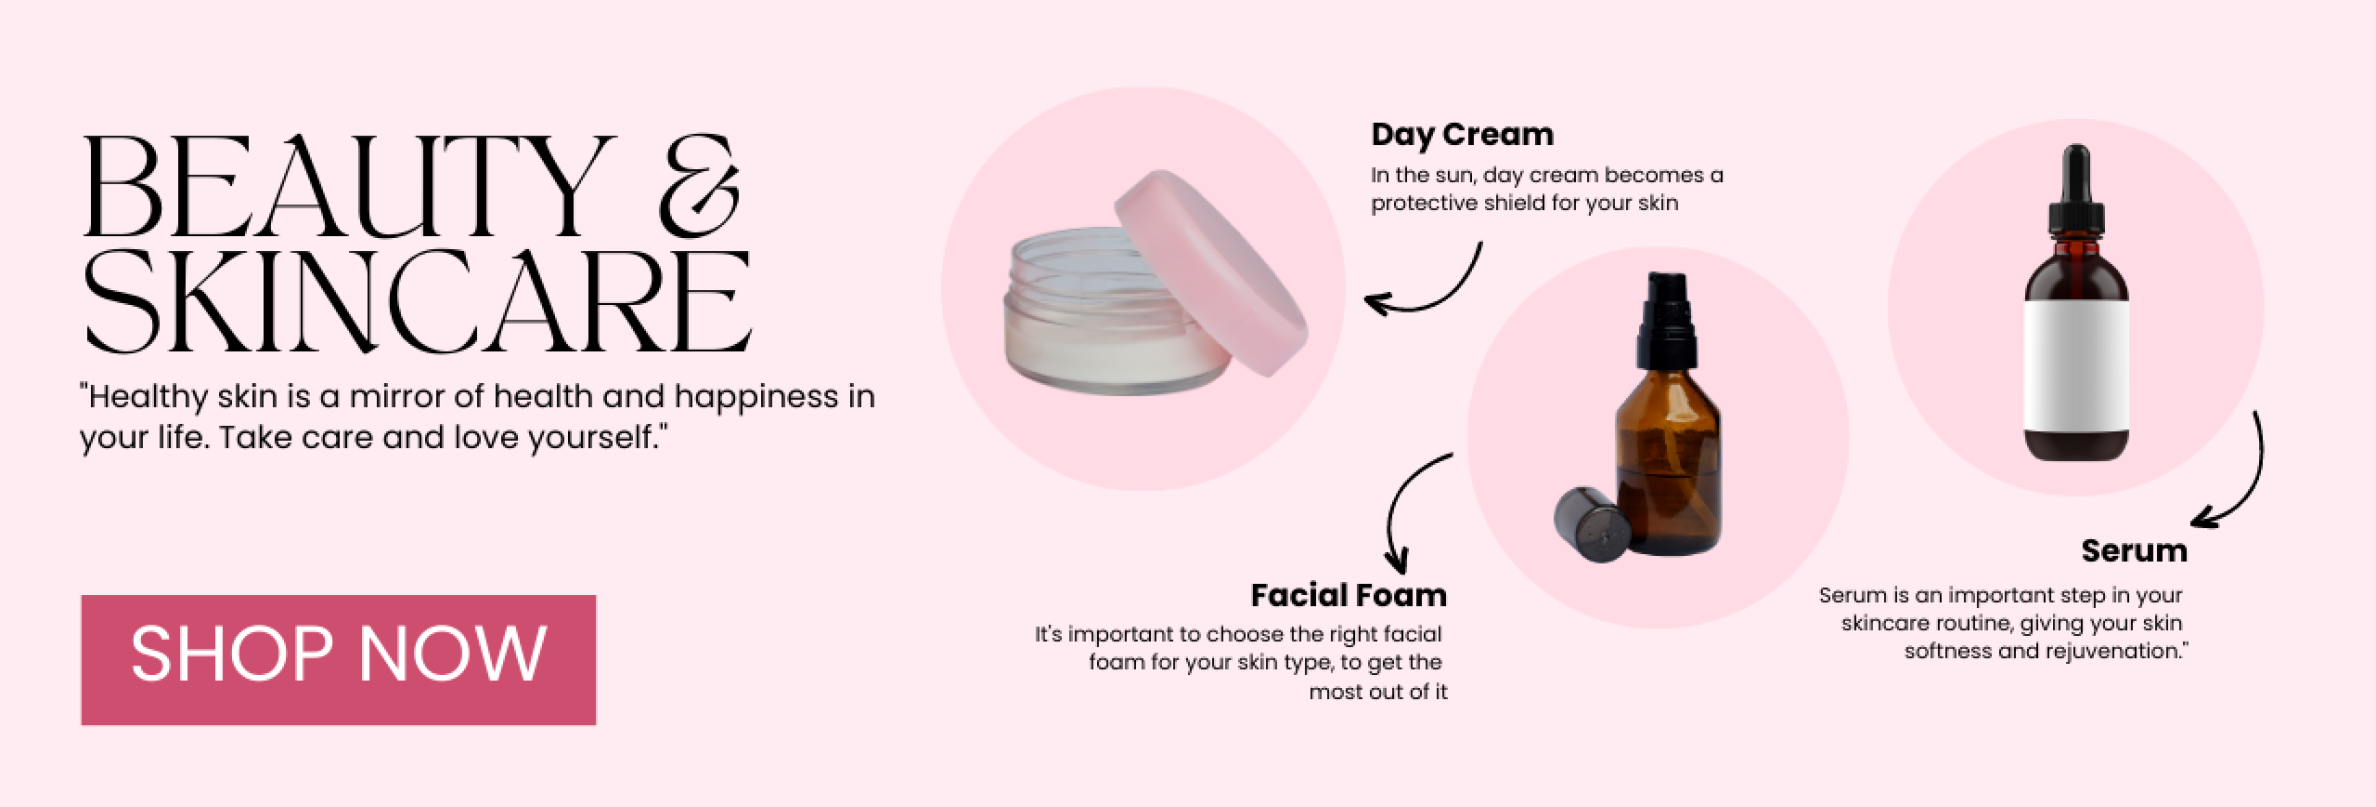 BEAUTY &
SKINCARE
"Healthy skin is a mirror of health and happiness in
your life. Take care and love yourself."
SHOP NOW
Day Cream
In the sun, day cream becomes a
protective shield for your skin
Facial Foam
It's important to choose the right facial
foam for your skin type, to get the
most out of it
Serum
Serum is an important step in your
skincare routine, giving your skin
softness and rejuvenation."